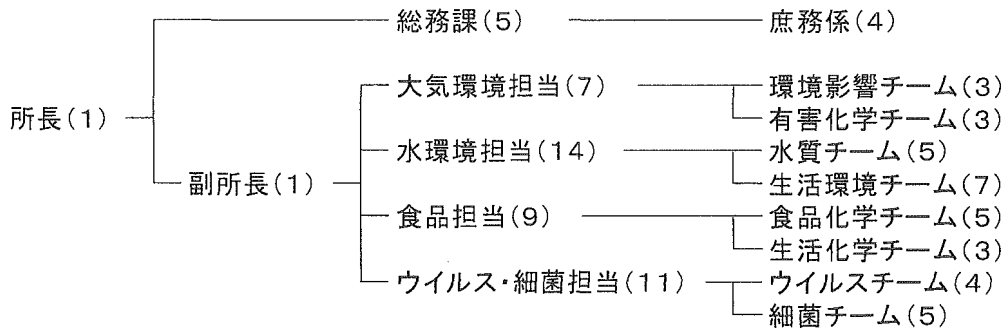 総務課(5) 庶務係(4)
大気環境担当(7) 環境影響チーム(3)
所長(1) 有害化学チーム(3)
水環境担当(14) 水質チーム(5)
副所長(1) 生活環境チーム(7)
食品担当(9) 食品化学チーム(5)
生活化学チーム(3)
ウイルス・細菌担当(11) ウイルスチーム(4)
細菌チーム(5)